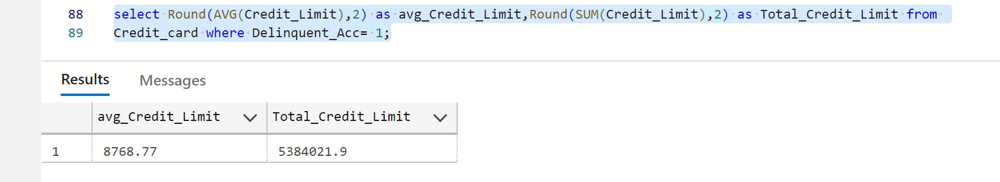 88 select Round(AVG(Credit_Limit),2) as avg_Credit_Limit,Round(SUM(Credit_Limit),2) as Total_Credit_Limit from
89 Credit_card where Delinquent_Acc= 1;
Results Messages
avg_Credit_Limit Total_Credit_Limit
1 8768.77 5384021.9